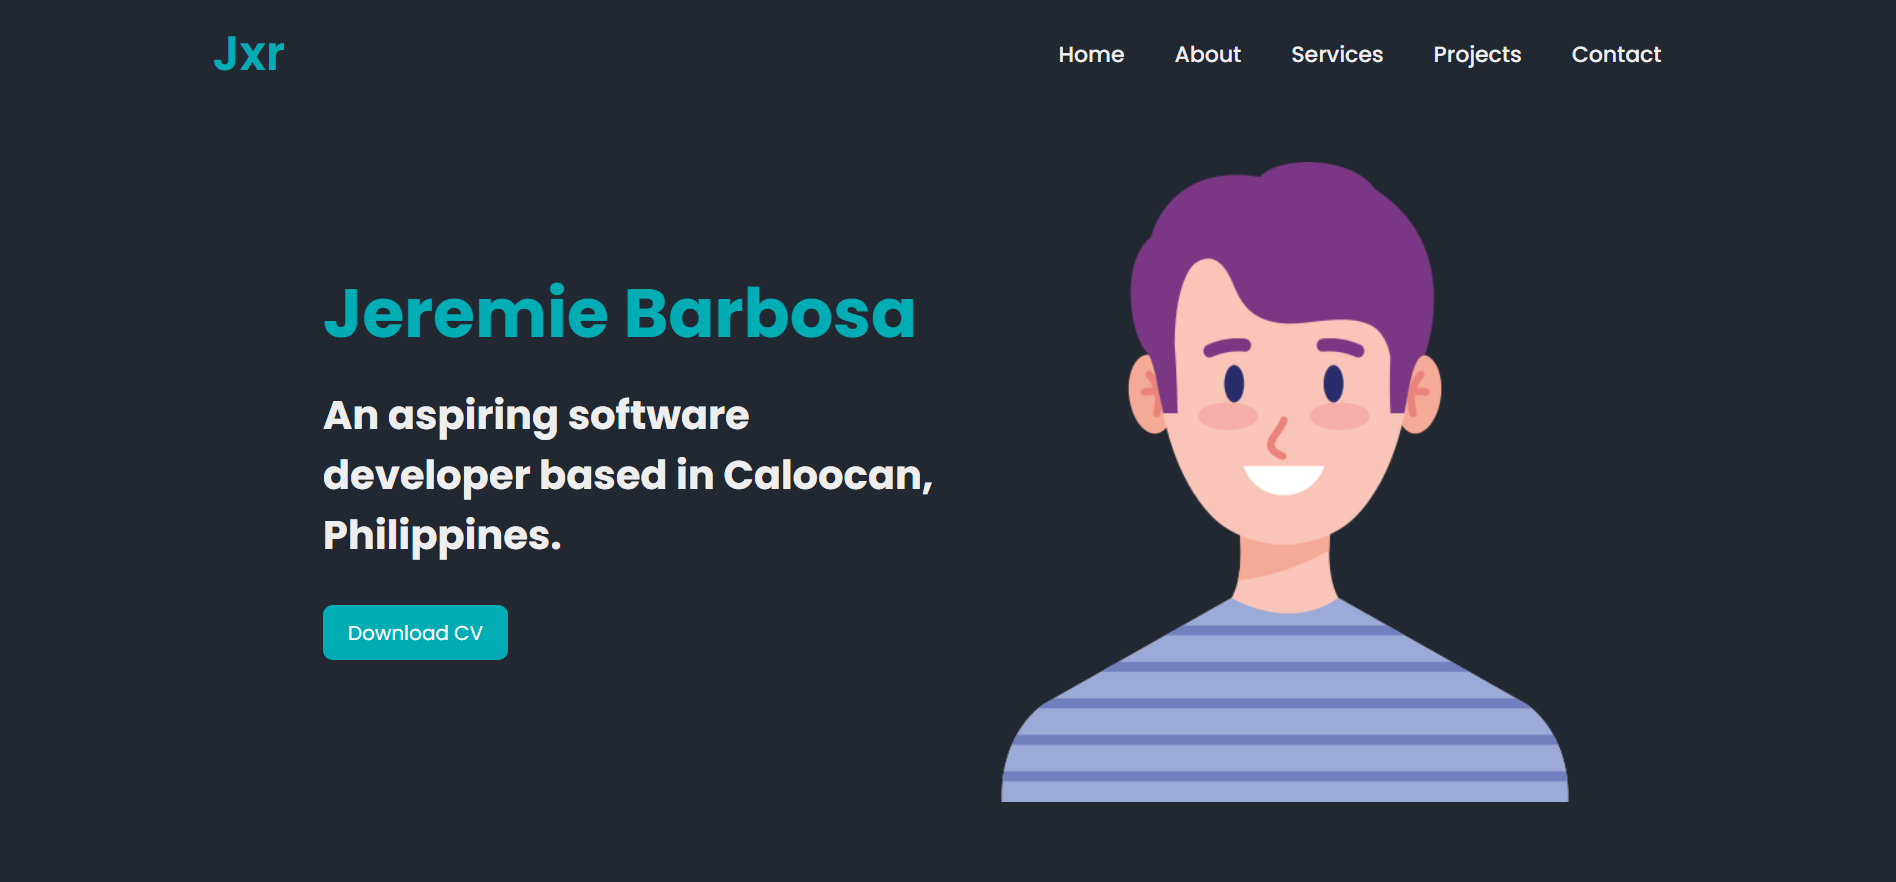 Jxr
Home About Services Projects Contact
Jeremie Barbosa
An aspiring software
developer based in Caloocan,
Philippines.
Download CV